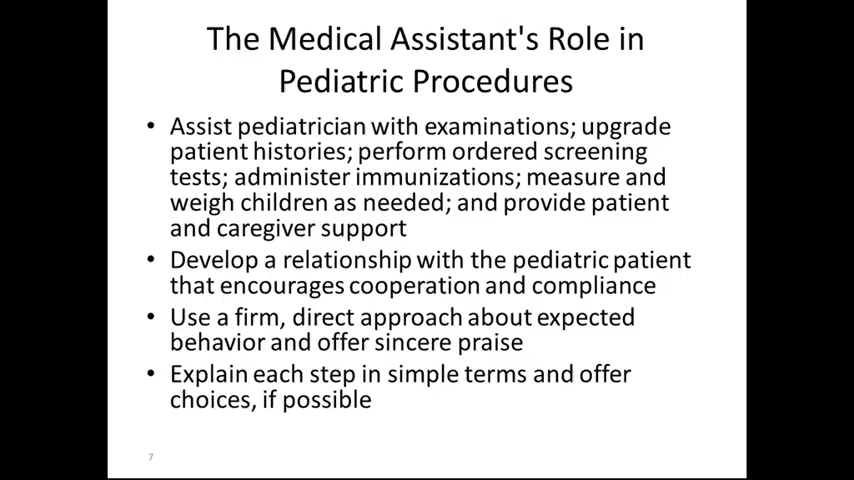 The Medical Assistant's Role in
Pediatric Procedures
• Assist pediatrician with examinations; upgrade
patient histories; perform ordered screening
tests; administer immunizations; measure and
weigh children as needed; and provide patient
and caregiver support
• Develop a relationship with the pediatric patient
that encourages cooperation and compliance
• Use a firm, direct approach about expected
behavior and offer sincere praise
• Explain each step in simple terms and offer
choices, if possible
7